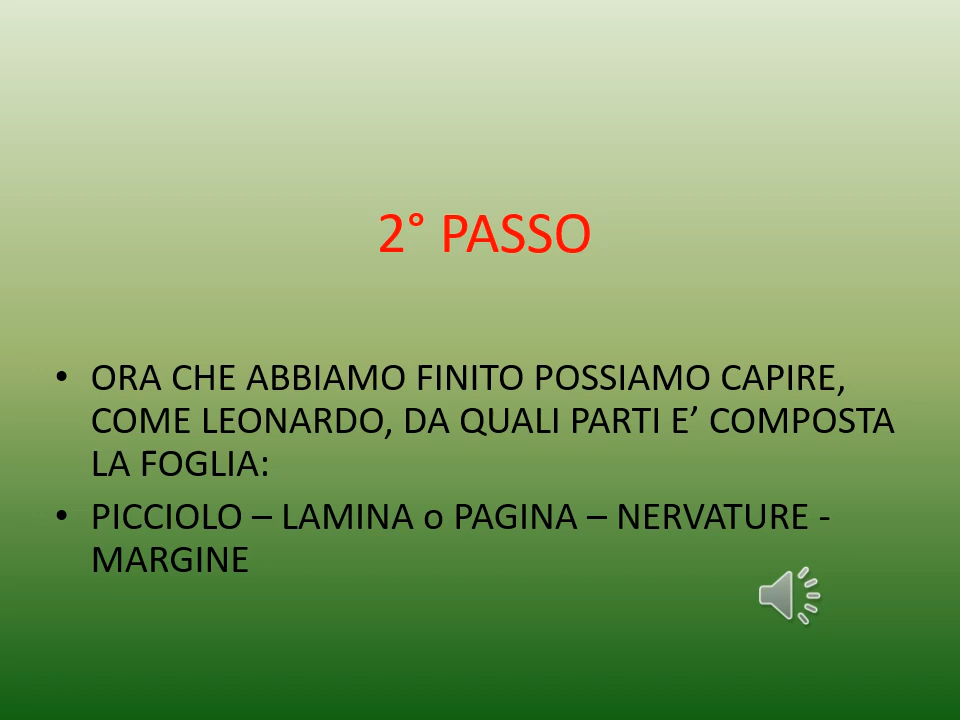 2° PASSO
• ORA CHE ABBIAMO FINITO POSSIAMO CAPIRE,
COME LEONARDO, DA QUALI PARTI E’ COMPOSTA
LA FOGLIA:
• PICCIOLO – LAMINA o PAGINA – NERVATURE -
MARGINE